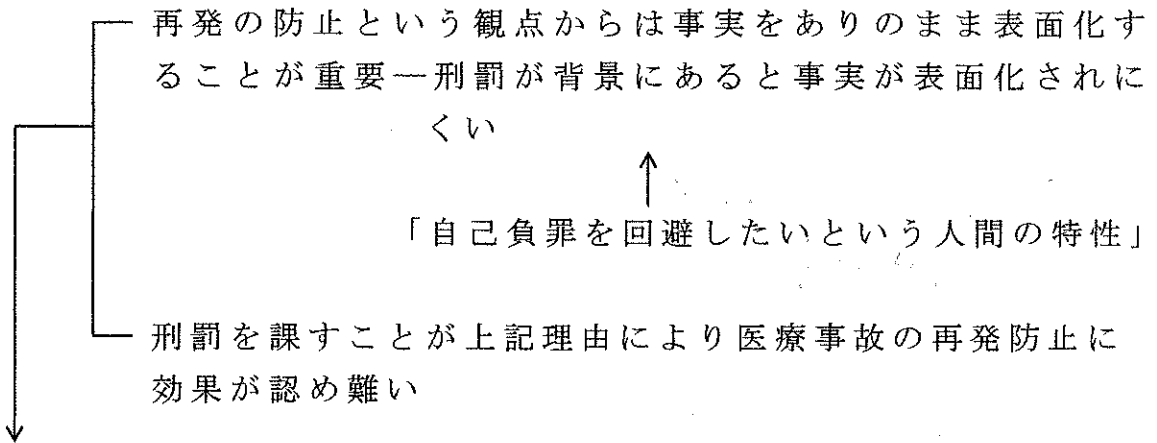 再発の防止という観点からは事実をありのまま表面化す
ることが重要―刑罰が背景にあると事実が表面化されに
くい
「自己負罪を回避したいという人間の特性」
刑罰を課すことが上記理由により医療事故の再発防止に
効果が認め難い